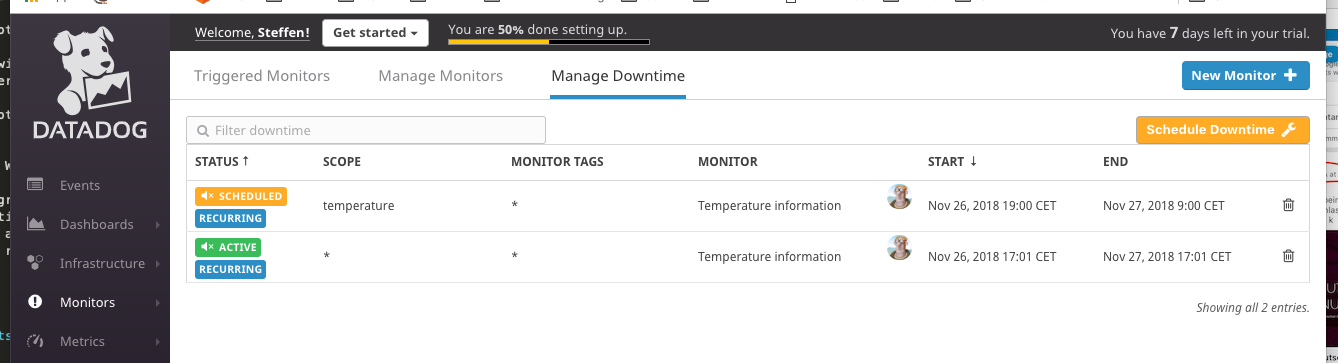 Welcome, Steffen! Get started You are 50% done setting up. You have 7 days left in your trial.
DATADOG
Triggered Monitors Manage Monitors Manage Downtime New Monitor
Filter downtime Schedule Downtime
STATUS ↑ SCOPE MONITOR TAGS MONITOR START ↓ END
SCHEDULED
RECURRING temperature * Temperature information Nov 26, 2018 19:00 CET Nov 27, 2018 9:00 CET
ACTIVE
RECURRING * * Temperature information Nov 26, 2018 17:01 CET Nov 27, 2018 17:01 CET
Showing all 2 entries.
Events
Dashboards
Infrastructure
Monitors
Metrics